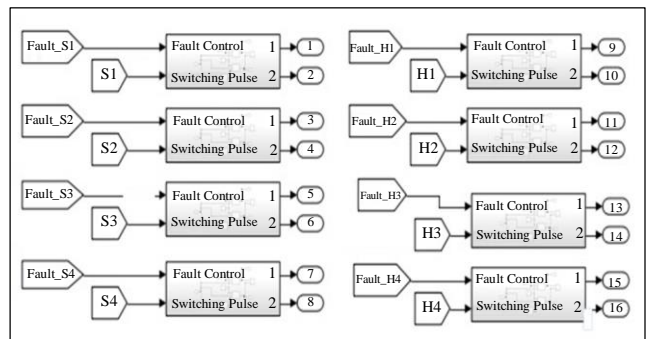 Fault_S1 Fault Control 1 1
S1 Switching Pulse 2 2
Fault_S2 Fault Control 1 3
S2 Switching Pulse 2 4
Fault_S3 Fault Control 1 5
S3 Switching Pulse 2 6
Fault_S4 Fault Control 1 7
S4 Switching Pulse 2 8
Fault_H1 Fault Control 1 9
H1 Switching Pulse 2 10
Fault_H2 Fault Control 1 11
H2 Switching Pulse 2 12
Fault_H3 Fault Control 1 13
H3 Switching Pulse 2 14
Fault_H4 Fault Control 1 15
H4 Switching Pulse 2 16